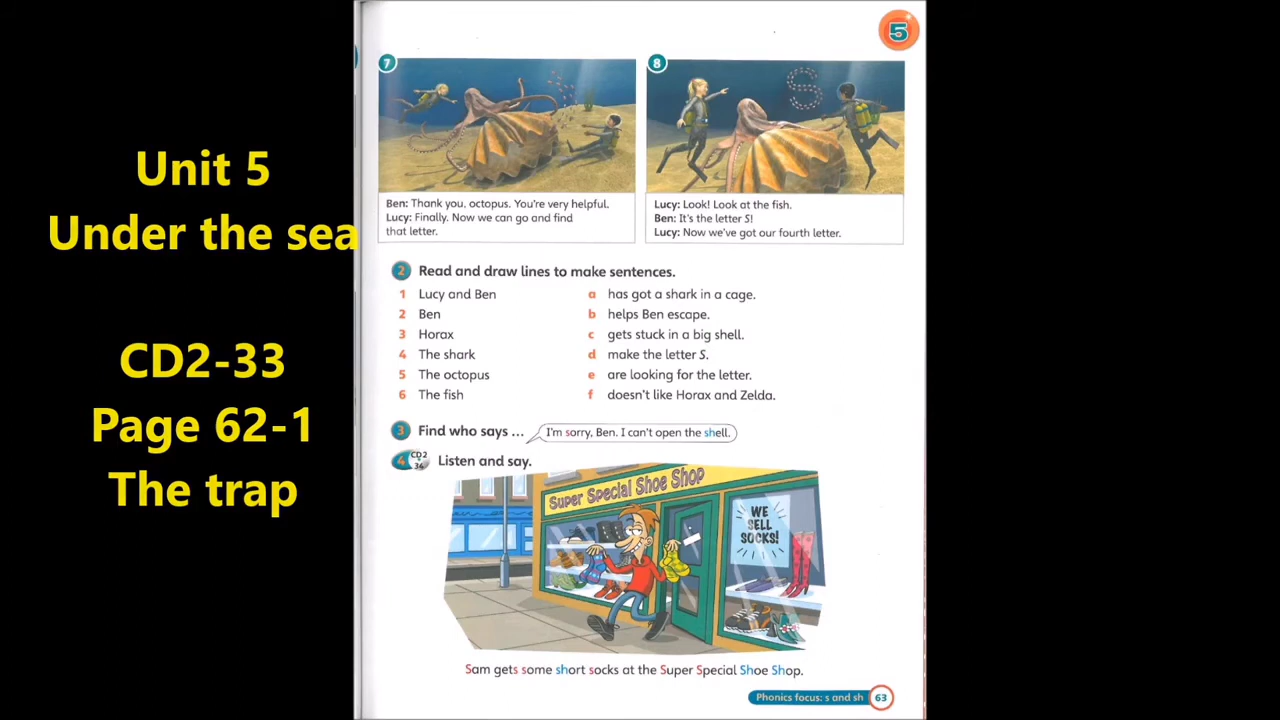 Unit 5
Under the sea
CD2-33
Page 62-1
The trap
5
7
8
Ben: Thank you, octopus. You're very helpful.
Lucy: Finally. Now we can go and find
that letter.
Lucy: Look! Look at the fish.
Ben: It's the letter S!
Lucy: Now we've got our fourth letter.
2 Read and draw lines to make sentences.
1 Lucy and Ben a has got a shark in a cage.
2 Ben b helps Ben escape.
3 Horax c gets stuck in a big shell.
4 The shark d make the letter S.
5 The octopus e are looking for the letter.
6 The fish f doesn't like Horax and Zelda.
3 Find who says ... I'm sorry, Ben. I can't open the shell.
4 CD2 34 Listen and say.
Super Special Shoe Shop
WE
SELL
SOCKS!
Sam gets some short socks at the Super Special Shoe Shop.
Phonics focus: s and sh 63